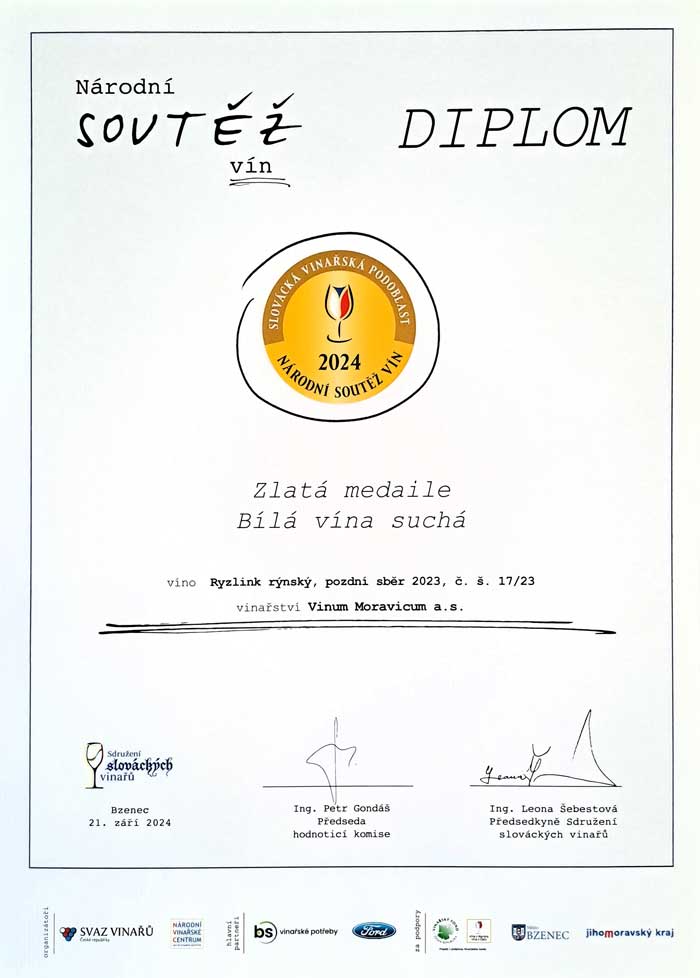 Národní
SOUTĚŽ
vín
DIPLOM
SLOVÁCKÁ VINAŘSKÁ PODOBLAST
2024
NÁRODNÍ SOUTĚŽ VÍN
Zlatá medaile
Bílá vína suchá
víno Ryzlink rýnský, pozdní sběr 2023, č. š. 17/23
vinařství Vinum Moravicum a.s.
Sdružení
slováckých
vinařů
Bzenec
21. září 2024
Ing. Petr Gondáš
Předseda
hodnoticí komise
Ing. Leona Šebestová
Předsedkyně Sdružení
slováckých vinařů
organizátoři
SVAZ VINAŘŮ
České republiky
NÁRODNÍ
VINAŘSKÉ
CENTRUM
hlavní
partneři
bs vinařské potřeby
Ford
za podpory
BZENEC
jihomoravský kraj